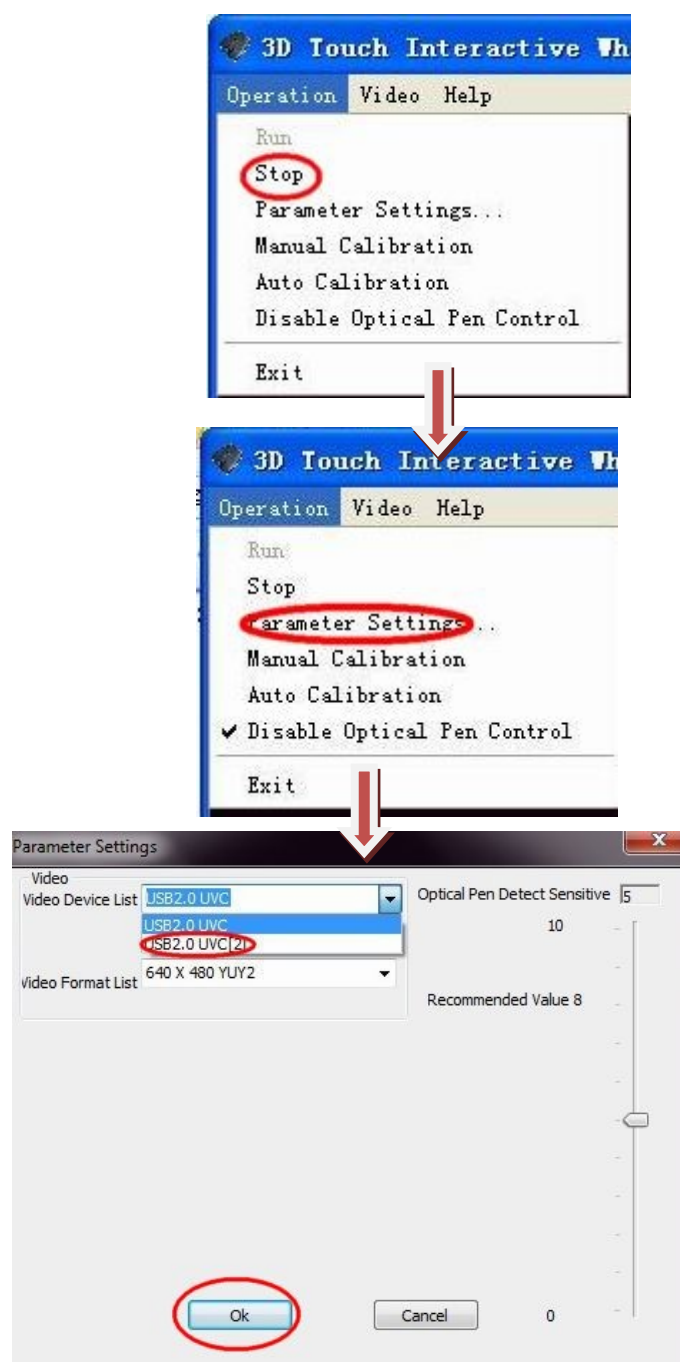 3D Touch Interactive Wh
Operation Video Help
Run
Stop
Parameter Settings...
Manual Calibration
Auto Calibration
Disable Optical Pen Control
Exit
3D Touch Interactive Wh
Operation Video Help
Run
Stop
Parameter Settings...
Manual Calibration
Auto Calibration
Disable Optical Pen Control
Exit
Parameter Settings
Video
Video Device List USB2.0 UVC
USB2.0 UVC
USB2.0 UVC[2]
Video Format List 640 X 480 YUY2
Optical Pen Detect Sensitive 5
10
Recommended Value 8
Ok
Cancel
0